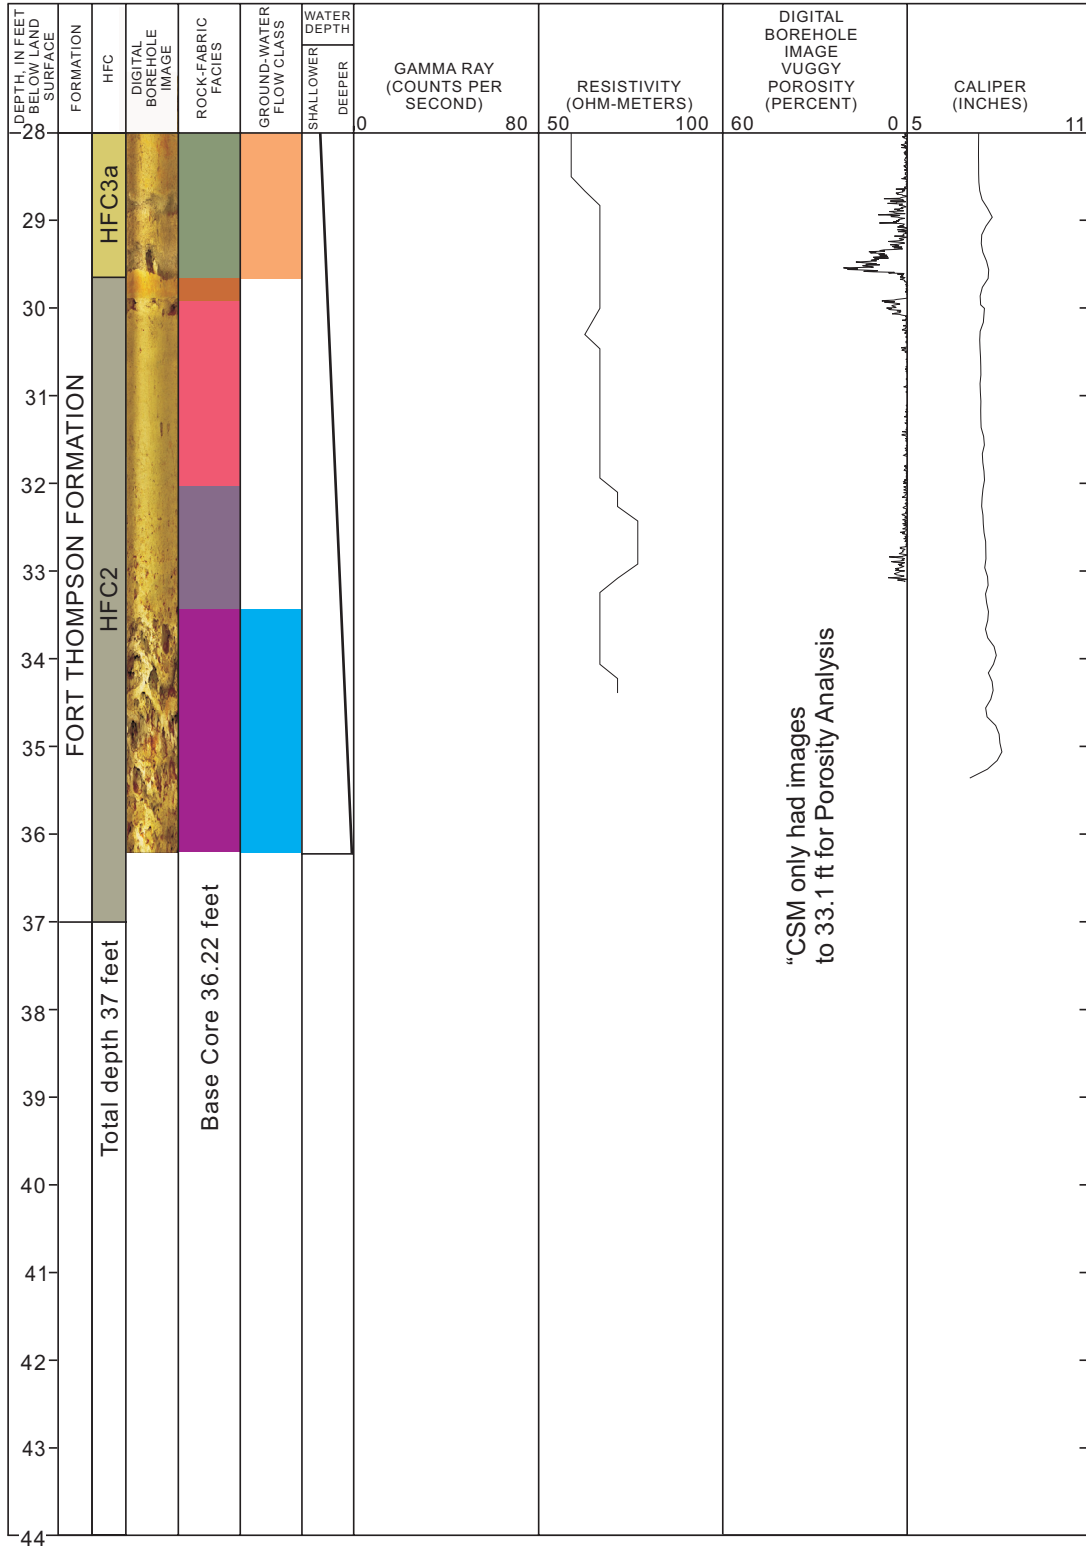 DEPTH, IN FEET
BELOW LAND
SURFACE
FORMATION
HFC
DIGITAL
BOREHOLE
IMAGE
ROCK-FABRIC
FACIES
GROUND-WATER
FLOW CLASS
WATER
DEPTH
SHALLOWER
DEEPER
GAMMA RAY
(COUNTS PER
SECOND)
0 80
RESISTIVITY
(OHM-METERS)
50 100
DIGITAL
BOREHOLE
IMAGE
VUGGY
POROSITY
(PERCENT)
60 0
CALIPER
(INCHES)
5 11
28
29
30
31
32
33
34
35
36
37
38
39
40
41
42
43
44
FORT THOMPSON FORMATION
HFC3a
HFC2
Total depth 37 feet
Base Core 36.22 feet
“CSM only had images
to 33.1 ft for Porosity Analysis